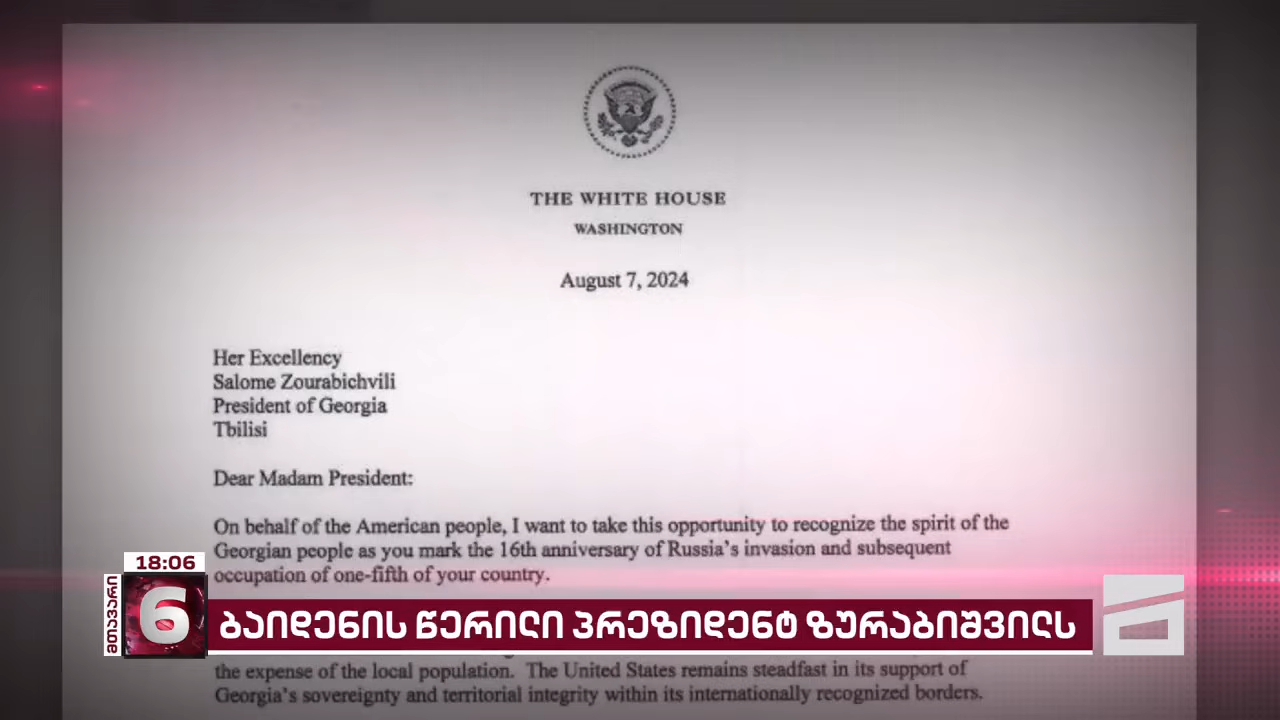 THE WHITE HOUSE
WASHINGTON
August 7, 2024
Her Excellency
Salome Zourabichvili
President of Georgia
Tbilisi
Dear Madam President:
On behalf of the American people, I want to take this opportunity to recognize the spirit of the
Georgian people as you mark the 16th anniversary of Russia's invasion and subsequent
occupation of one-fifth of your country.
18:06
მთავარი
6
ბაიდენის წერილი პრეზიდენტ ზურაბიშვილს
the expense of the local population. The United States remains steadfast in its support of
Georgia's sovereignty and territorial integrity within its internationally recognized borders.